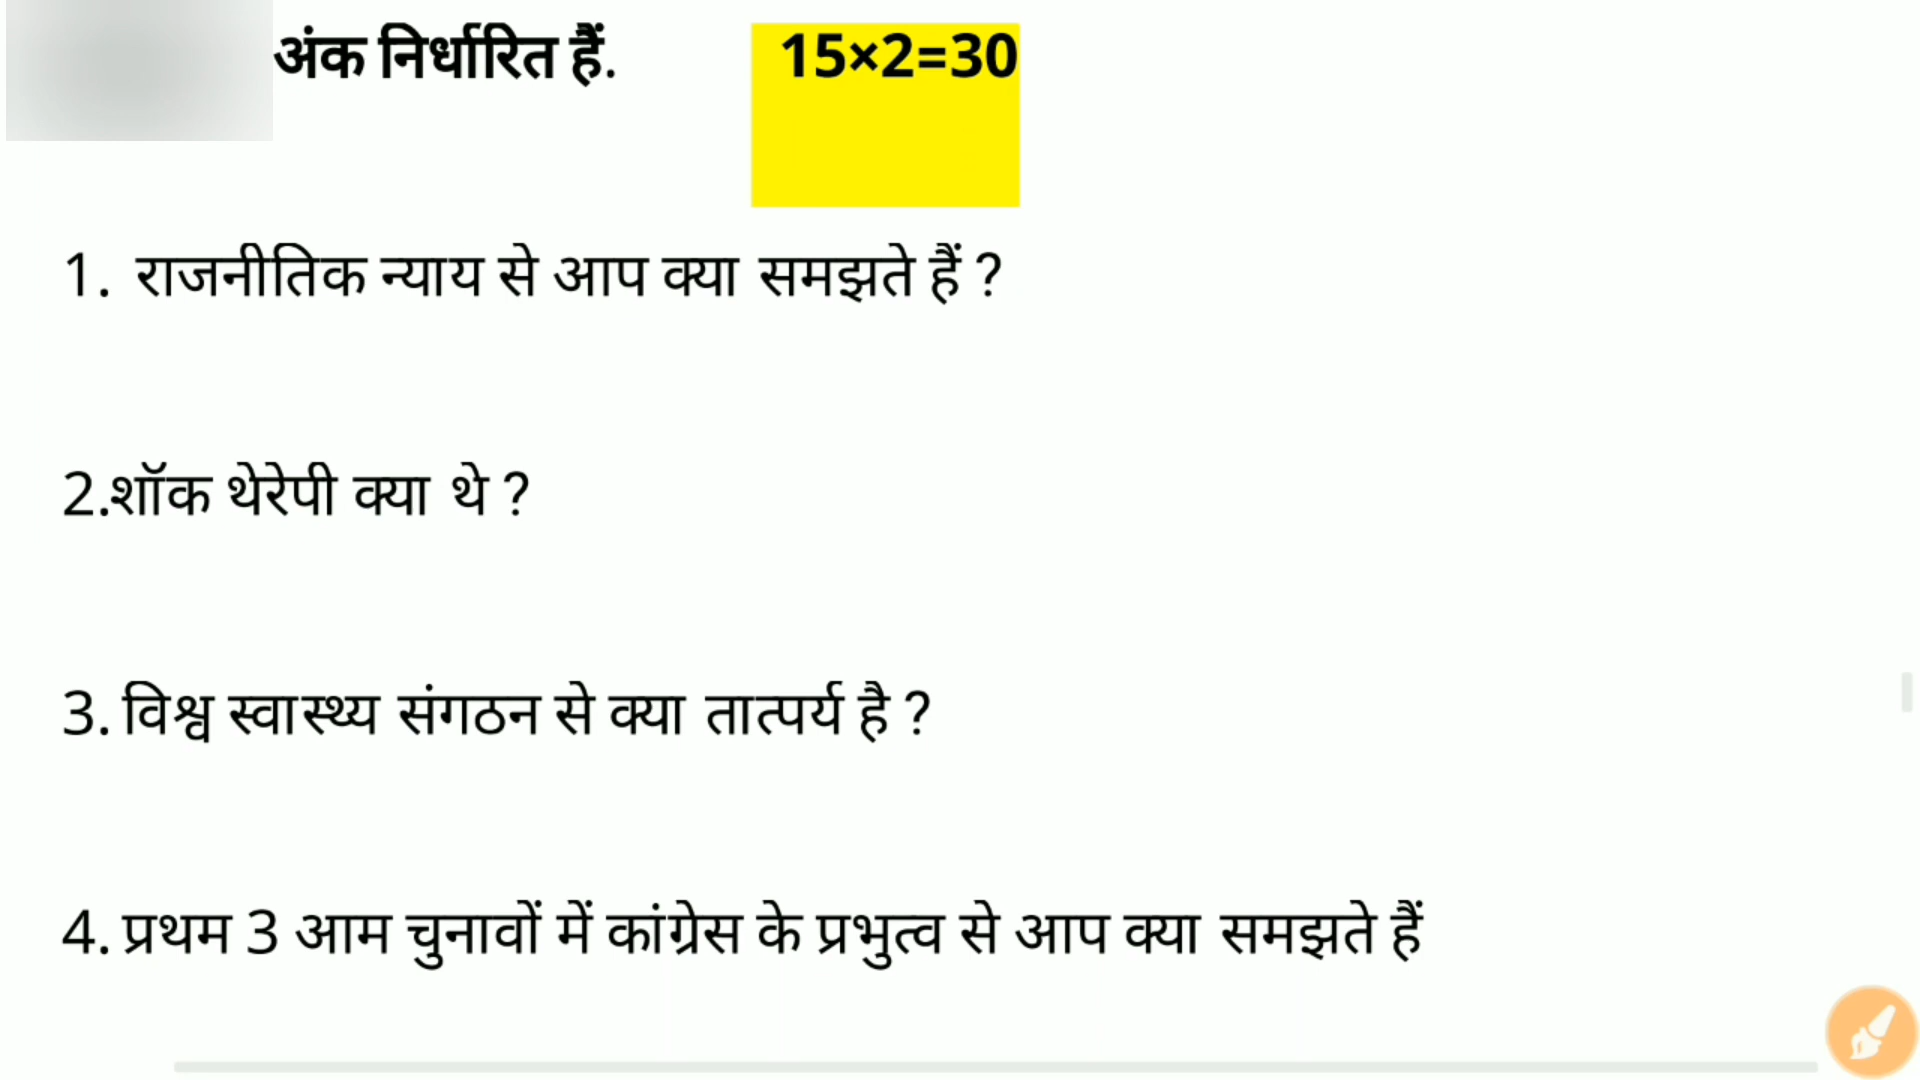 अंक निर्धारित हैं. 15×2=30
1. राजनीतिक न्याय से आप क्या समझते हैं ?
2.शॉक थेरेपी क्या थे ?
3. विश्व स्वास्थ्य संगठन से क्या तात्पर्य है ?
4. प्रथम 3 आम चुनावों में कांग्रेस के प्रभुत्व से आप क्या समझते हैं